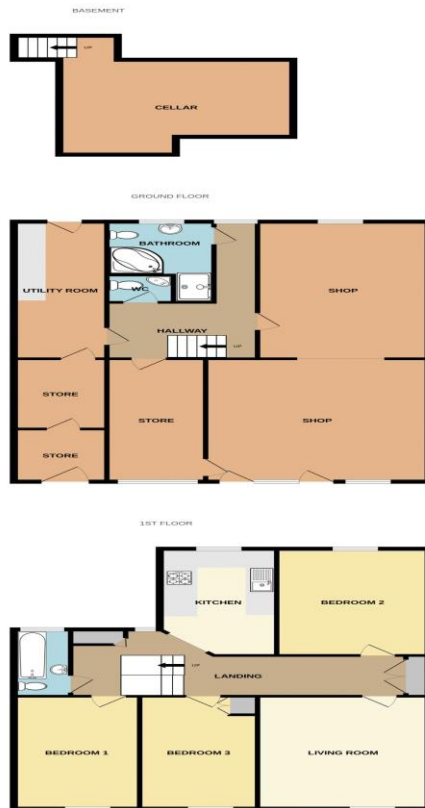 BASEMENT
UP
CELLAR
GROUND FLOOR
BATHROOM
UTILITY ROOM
WC
SHOP
HALLWAY
UP
STORE
STORE
SHOP
STORE
1ST FLOOR
KITCHEN
BEDROOM 2
UP
LANDING
BEDROOM 1
BEDROOM 3
LIVING ROOM